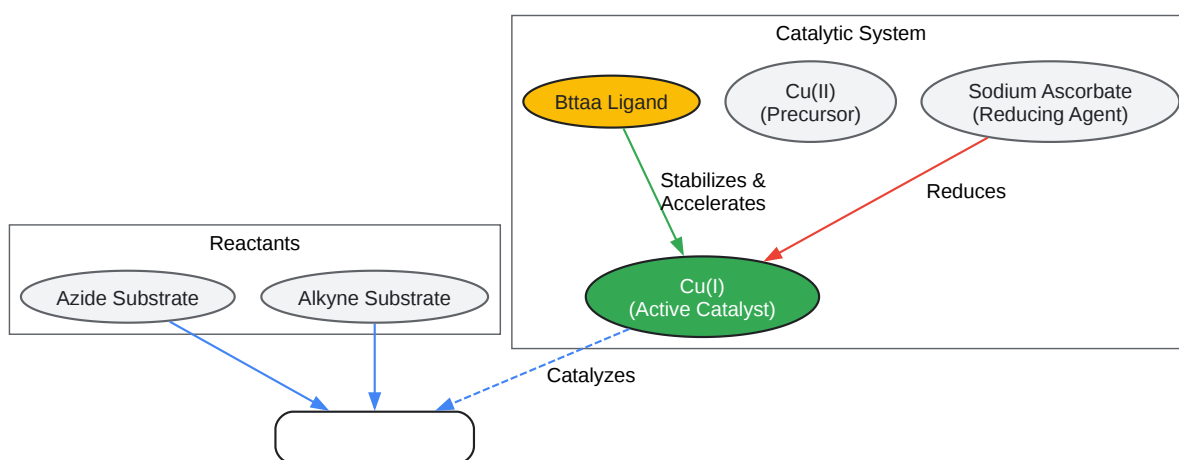 Catalytic System
Bttaa Ligand
Cu(II)
(Precursor)
Sodium Ascorbate
(Reducing Agent)
Stabilizes &
Accelerates
Reduces
Reactants
Azide Substrate
Alkyne Substrate
Cu(I)
(Active Catalyst)
Catalyzes